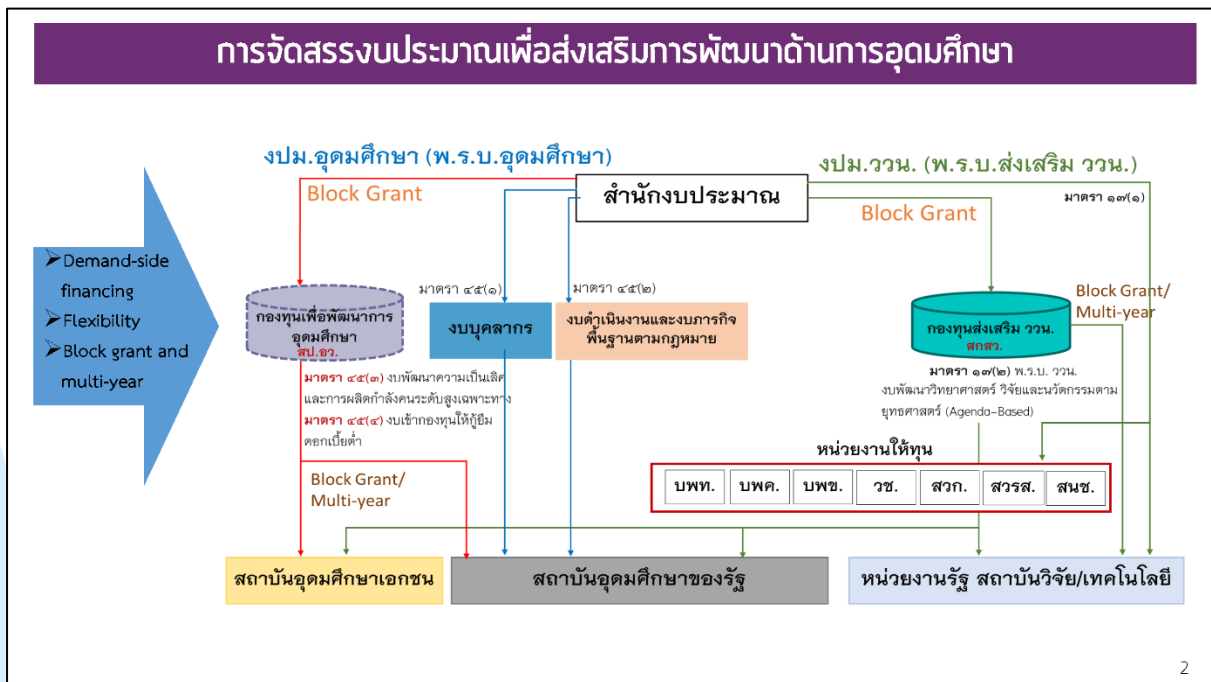 การจัดสรรงบประมาณเพื่อส่งเสริมการพัฒนาด้านการอุดมศึกษา
งปม.อุดมศึกษา (พ.ร.บ.อุดมศึกษา)
งปม.ววน. (พ.ร.บ.ส่งเสริม ววน.)
Block Grant
สำนักงบประมาณ
Block Grant
มาตรา ๑๗(๑)
➢Demand-side
financing
➢Flexibility
➢Block grant and
multi-year
กองทุนเพื่อพัฒนาการ
อุดมศึกษา
สป.อว.
มาตรา ๔๕(๑)
งบบุคลากร
มาตรา ๔๕(๒)
งบดำเนินงานและงบภารกิจ
พื้นฐานตามกฎหมาย
กองทุนส่งเสริม ววน.
สกสว.
Block Grant/
Multi-year
มาตรา ๔๕(๓) งบพัฒนาความเป็นเลิศ
และการผลิตกำลังคนระดับสูงเฉพาะทาง
มาตรา ๔๕(๔) งบเข้ากองทุนให้กู้ยืม
ดอกเบี้ยต่ำ
มาตรา ๑๗(๒) พ.ร.บ. ววน.
งบพัฒนาวิทยาศาสตร์ วิจัยและนวัตกรรมตาม
ยุทธศาสตร์ (Agenda-Based)
หน่วยงานให้ทุน
บพท. บพค. บพข. วช. สวก. สวรส. สนช.
Block Grant/
Multi-year
สถาบันอุดมศึกษาเอกชน
สถาบันอุดมศึกษาของรัฐ
หน่วยงานรัฐ สถาบันวิจัย/เทคโนโลยี
2